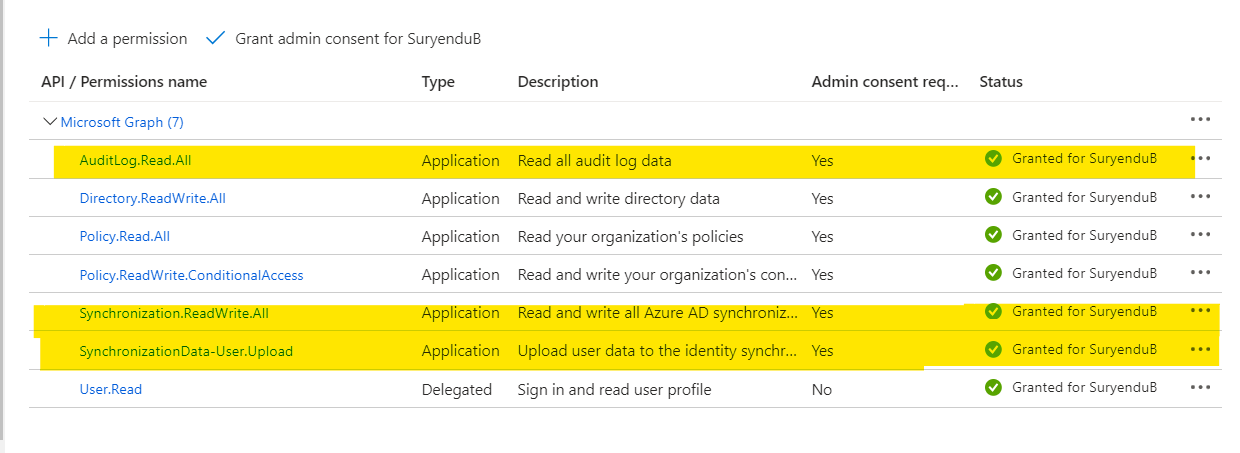 Add a permission Grant admin consent for SuryenduB
API / Permissions name Type Description Admin consent req... Status
Microsoft Graph (7) ...
AuditLog.Read.All Application Read all audit log data Yes Granted for SuryenduB ...
Directory.ReadWrite.All Application Read and write directory data Yes Granted for SuryenduB ...
Policy.Read.All Application Read your organization's policies Yes Granted for SuryenduB ...
Policy.ReadWrite.ConditionalAccess Application Read and write your organization's con... Yes Granted for SuryenduB ...
Synchronization.ReadWrite.All Application Read and write all Azure AD synchroniz... Yes Granted for SuryenduB ...
SynchronizationData-User.Upload Application Upload user data to the identity synchr... Yes Granted for SuryenduB ...
User.Read Delegated Sign in and read user profile No Granted for SuryenduB ...